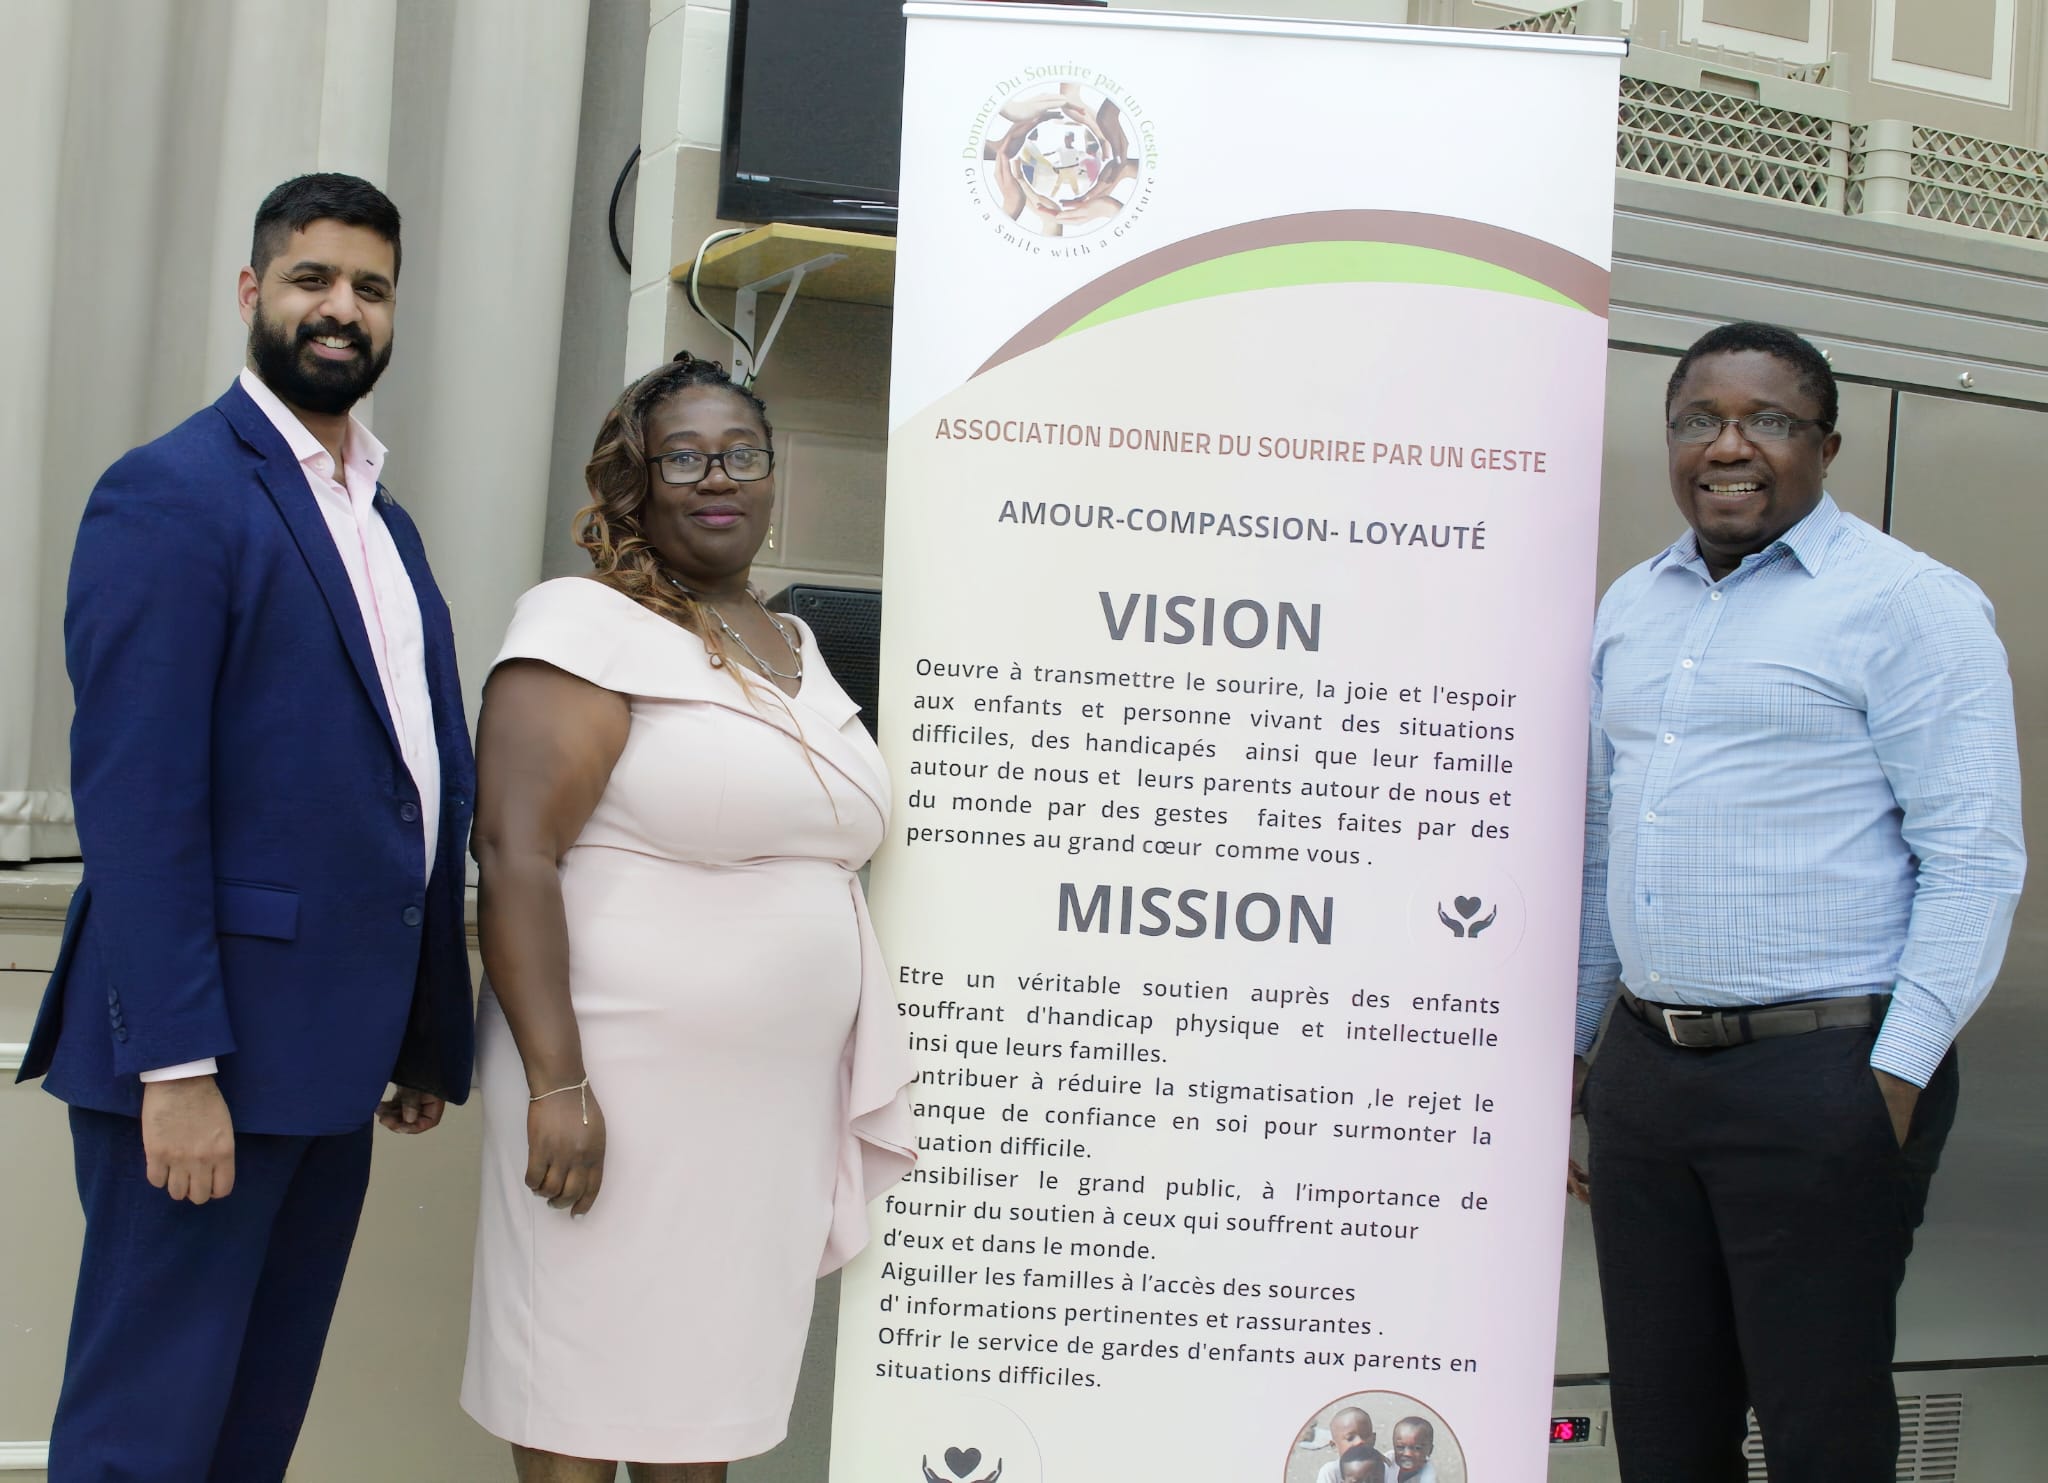 Donner Du Sourire par un Geste
Give a Smile with a Gesture
ASSOCIATION DONNER DU SOURIRE PAR UN GESTE
AMOUR-COMPASSION- LOYAUTÉ
VISION
Oeuvre à transmettre le sourire, la joie et l'espoir
aux enfants et personne vivant des situations
difficiles, des handicapés ainsi que leur famille
autour de nous et leurs parents autour de nous et
du monde par des gestes faites faites par des
personnes au grand cœur comme vous .
MISSION
Etre un véritable soutien auprès des enfants
souffrant d'handicap physique et intellectuelle
insi que leurs familles.
ontribuer à réduire la stigmatisation ,le rejet le
anque de confiance en soi pour surmonter la
uation difficile.
ensibiliser le grand public, à l’importance de
fournir du soutien à ceux qui souffrent autour
d’eux et dans le monde.
Aiguiller les familles à l’accès des sources
d' informations pertinentes et rassurantes .
Offrir le service de gardes d'enfants aux parents en
situations difficiles.